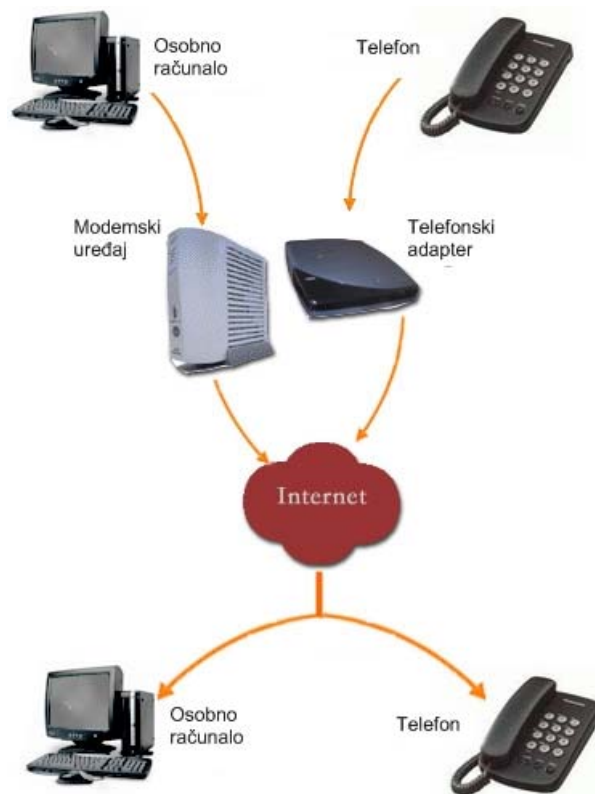 Osobno
računalo
Telefon
Modemski
uređaj
Telefonski
adapter
Internet
Osobno
računalo
Telefon